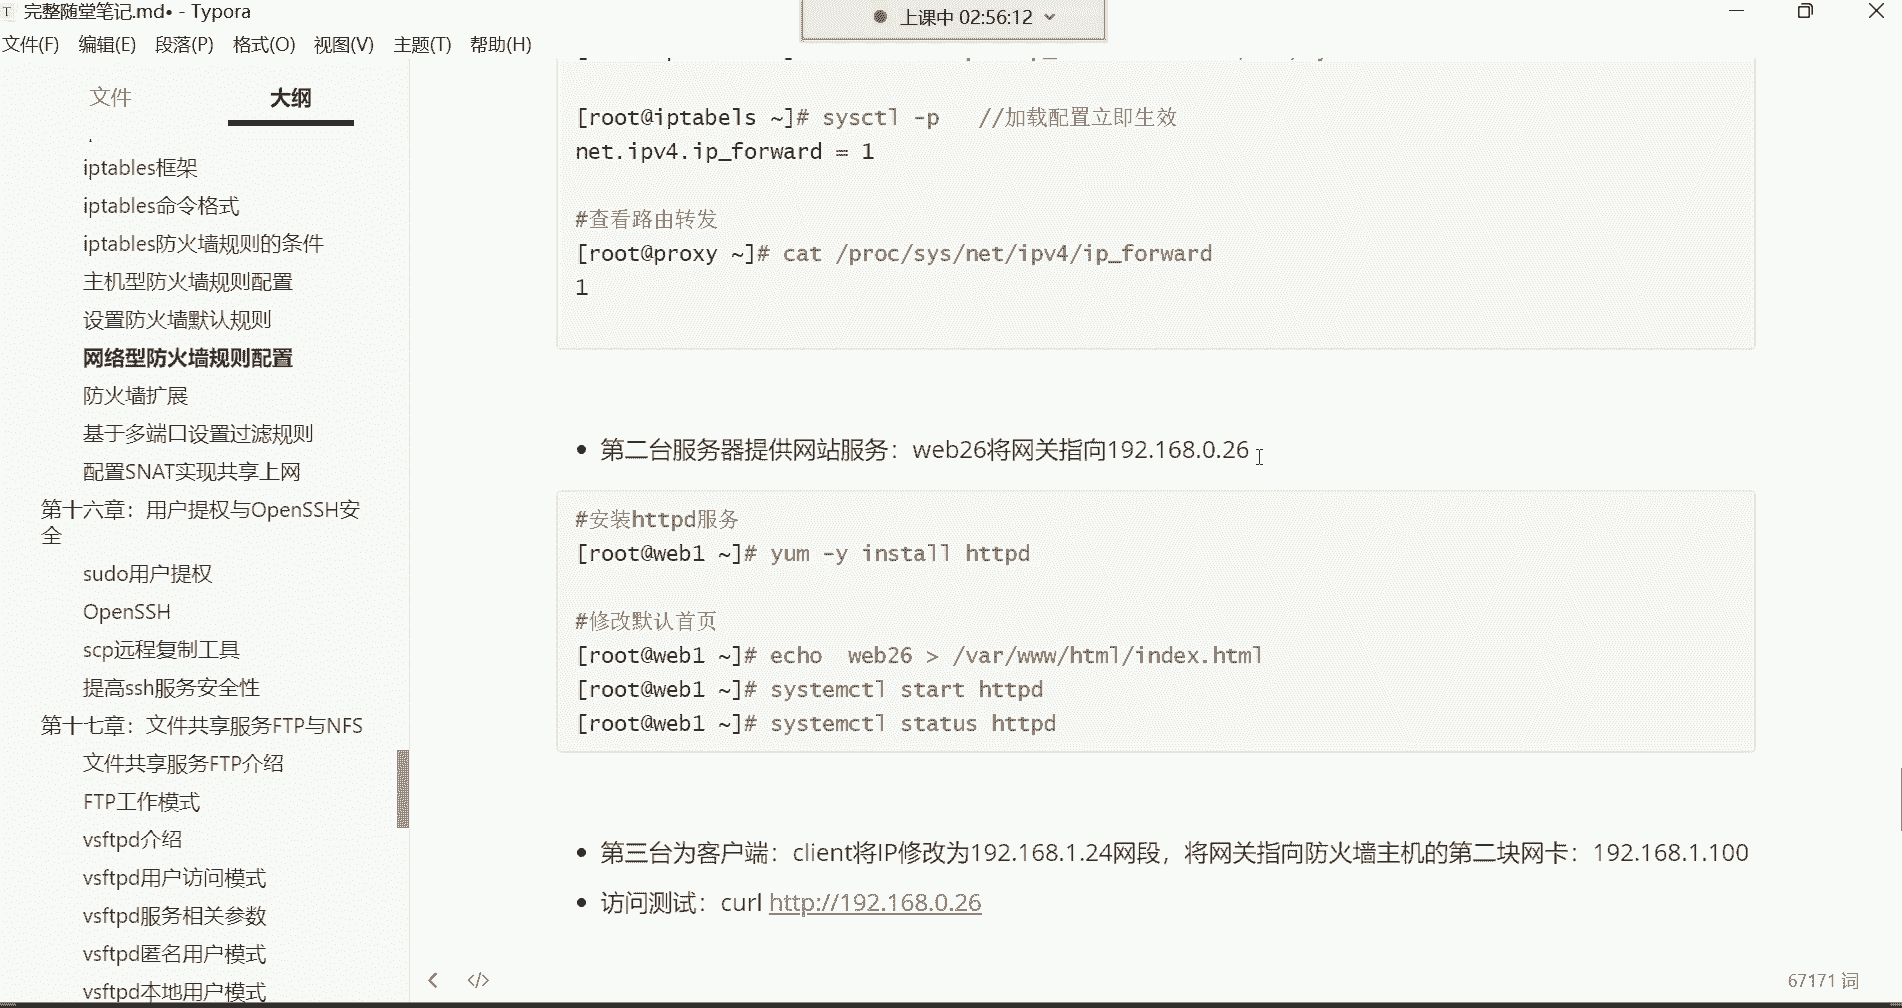 完整随堂笔记.md• - Typora
上课中 02:56:12
文件(F) 编辑(E) 段落(P) 格式(O) 视图(V) 主题(T) 帮助(H)
文件 大纲
iptables框架
iptables命令格式
iptables防火墙规则的条件
主机型防火墙规则配置
设置防火墙默认规则
网络型防火墙规则配置
防火墙扩展
基于多端口设置过滤规则
配置SNAT实现共享上网
第十六章：用户提权与OpenSSH安
全
sudo用户提权
OpenSSH
scp远程复制工具
提高ssh服务安全性
第十七章：文件共享服务FTP与NFS
文件共享服务FTP介绍
FTP工作模式
vsftpd介绍
vsftpd用户访问模式
vsftpd服务相关参数
vsftpd匿名用户模式
vsftpd本地用户模式
[root@iptabels ~]# sysctl -p //加载配置立即生效
net.ipv4.ip_forward = 1
#查看路由转发
[root@proxy ~]# cat /proc/sys/net/ipv4/ip_forward
1
第二台服务器提供网站服务：web26将网关指向192.168.0.26
#安装httpd服务
[root@web1 ~]# yum -y install httpd
#修改默认首页
[root@web1 ~]# echo web26 > /var/www/html/index.html
[root@web1 ~]# systemctl start httpd
[root@web1 ~]# systemctl status httpd
第三台为客户端：client将IP修改为192.168.1.24网段，将网关指向防火墙主机的第二块网卡：192.168.1.100
访问测试：curl http://192.168.0.26
67171 词